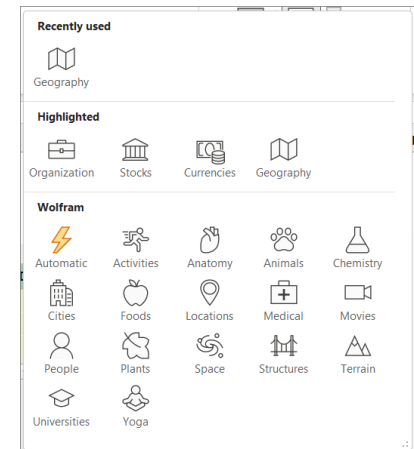 Recently used
Geography
Highlighted
Organization Stocks Currencies Geography
Wolfram
Automatic Activities Anatomy Animals Chemistry
Cities Foods Locations Medical Movies
People Plants Space Structures Terrain
Universities Yoga